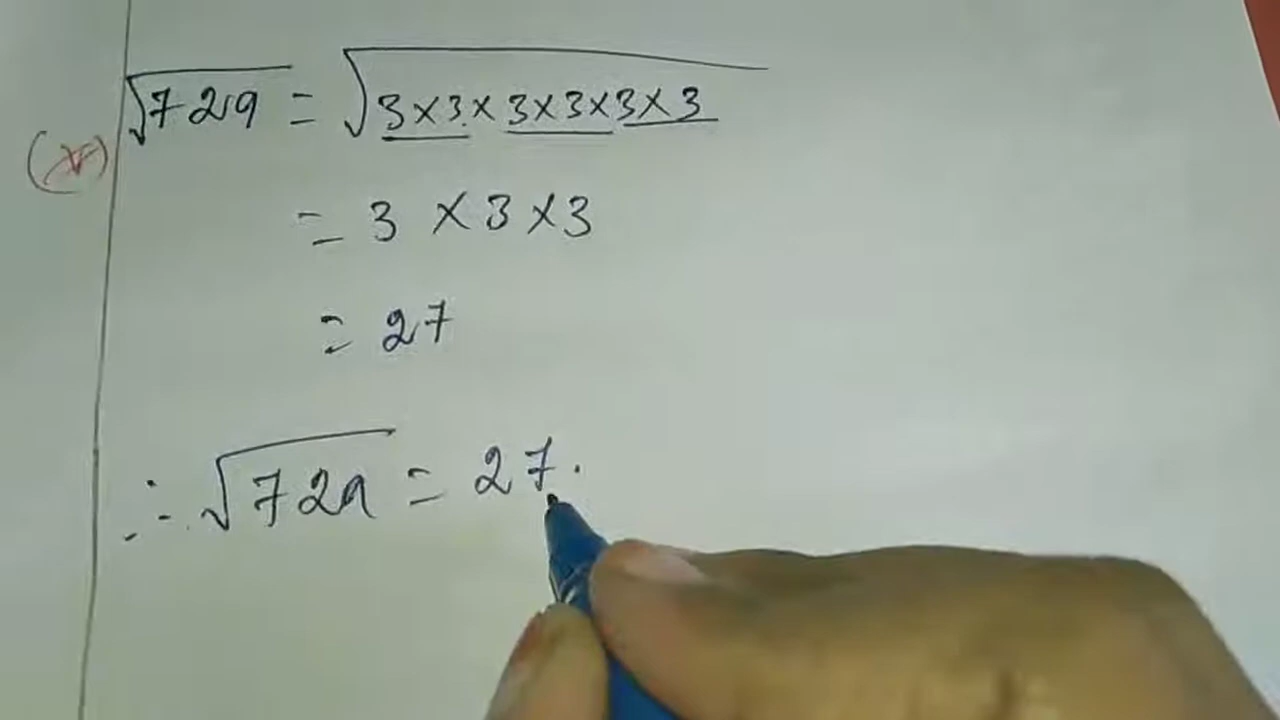 √729 = √3×3×3×3×3×3
= 3 × 3 × 3
= 27
∴ √729 = 27.